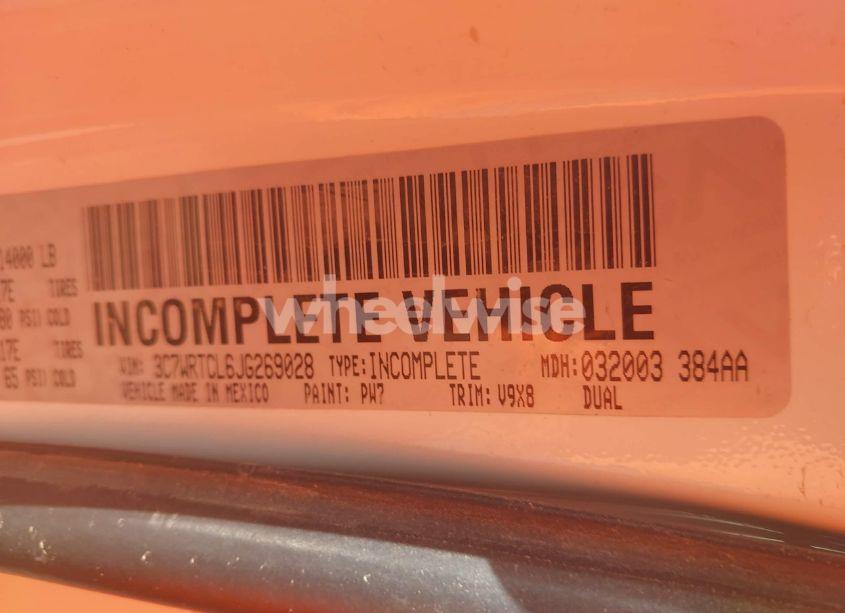 14000 LB
7E TIRES
80 PSI COLD
17E TIRES
65 PSI COLD
INCOMPLETE VEHICLE
wheelwise
VIN: 3C7WRTCL6JG269028 TYPE: INCOMPLETE MDH: 032003 384AA
VEHICLE MADE IN MEXICO PAINT: PW7 TRIM: V9X8 DUAL